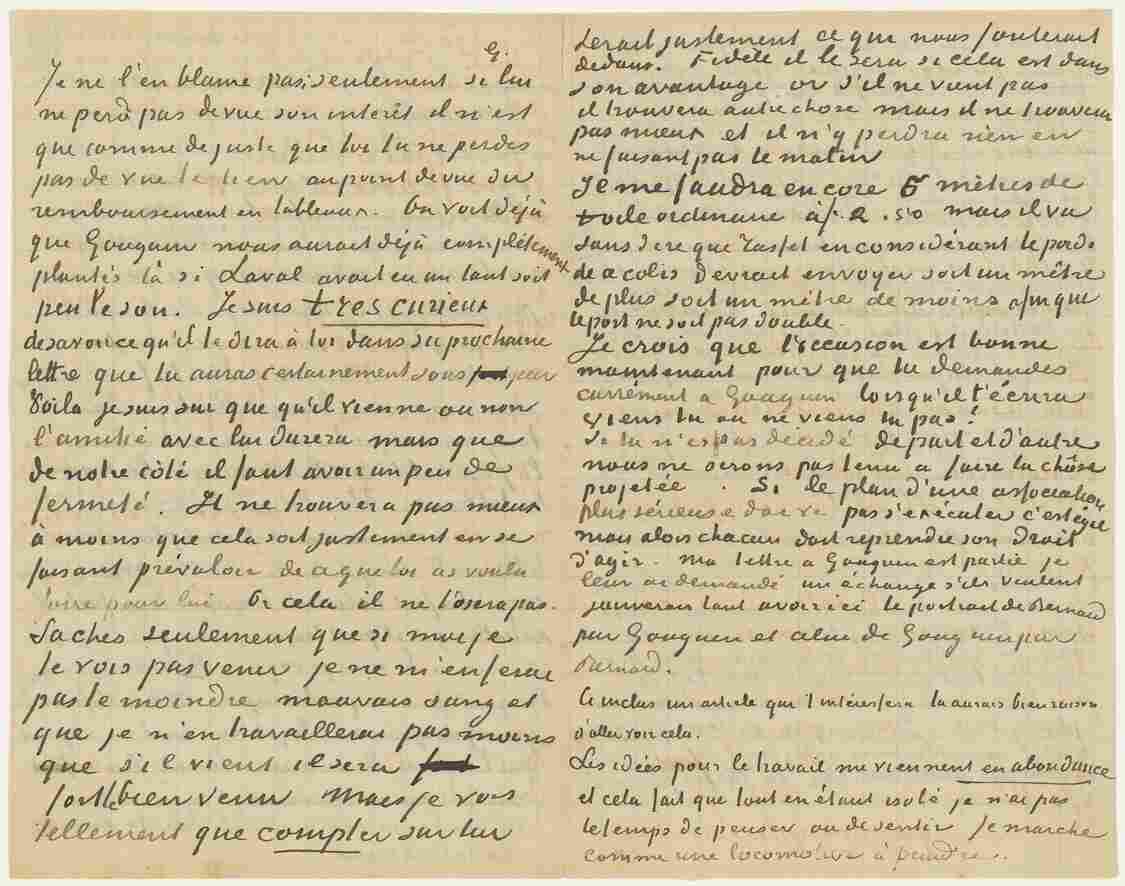 G.
Je ne l'en blame pas; seulement si lui
ne perd pas de vue son interêt il n'est
que comme de juste que toi tu ne perdes
pas de vue le tien au point de vue du
remboursement en tableaux. On voit déjà
que Gauguin nous aurait déjà complètement
plantés là si Laval avait eu un tant soit
peu le son. Je suis très curieux
de savoir ce qu'il te dira à toi dans sa prochaine
lettre que tu auras certainement sous peu
Voila je suis sur que qu'il vienne ou non
l'amitié avec lui durera mais que
de notre côté il faut avoir un peu de
fermeté. Il ne trouvera pas mieux
à moins que cela soit justement en se
faisant prévaloir de ce que toi as voulu
faire pour lui. Or cela il ne l'osera pas.
Saches seulement que si moi je
le vois pas venir je ne m'en ferai
pas le moindre mauvais sang et
que je n'en travaillerai pas moins
que s'il vient il sera
fort bien venu mais je vois
tellement que compter sur lui
serait justement ce que nous fouterait
dedans. Fidèle il le sera si cela est dans
son avantage or s'il ne vient pas
il trouvera autre chose mais il ne trouvera
pas mieux et il n'y perdra rien en
ne faisant pas le malin
Il me faudra encore 5 mètres de
toile ordinaire à f. 2.50 mais il va
sans dire que Tasset en considérant le poids
de ce colis devrait envoyer soit un mètre
de plus soit un mètre de moins afin que
le port ne soit pas double.
Je crois que l'occasion est bonne
maintenant pour que tu demandes
carrément a Gauguin lorsqu'il t'écrira
viens tu ou ne viens tu pas!
Si tu n'es pas décidé de part et d'autre
nous ne serons pas tenu a faire la chôse
projetée. Si le plan d'une association
plus sérieuse doive pas s'exécuter c'est égal
mais alors chacun doit reprendre son droit
d'agir. ma lettre a Gauguin est partie je
leur ai demandé un échange s'ils veulent
j'aimerais tant avoir ici le portrait de Bernard
par Gauguin et celui de Gauguin par
Bernard.
Ci inclus un article qui t'intéressera tu aurais bien raison
d'aller voir cela.
Les idées pour le travail me viennent en abondance
et cela fait que tout en étant isolé je n'ai pas
le temps de penser ou de sentir Je marche
comme une locomotive à peindre.